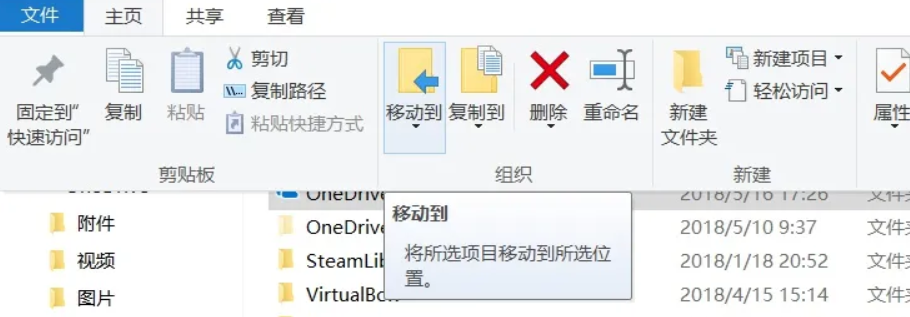 文件 主页 共享 查看
固定到"快速访问"
复制
粘贴
剪切
复制路径
粘贴快捷方式
移动到
复制到
删除
重命名
新建
文件夹
新建项目
轻松访问
属性
剪贴板 组织 新建
OneDrive 2018/5/16 17:26 文件夹
附件 OneDrive 2018/5/10 9:37 文件夹
视频 SteamLib 2018/1/18 20:52 文件夹
图片 VirtualBox 2018/4/15 15:14 文件夹
移动到
将所选项目移动到所选位
置。